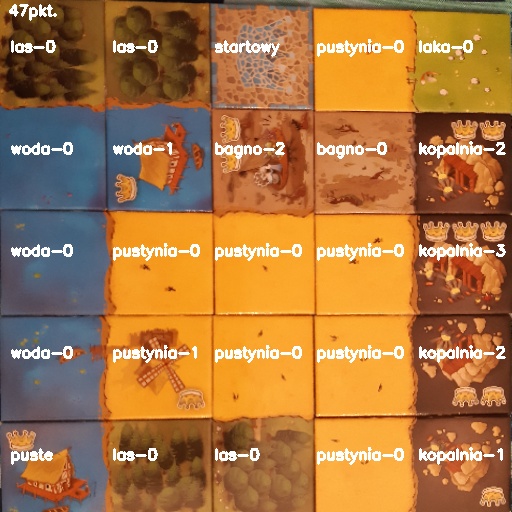 47pkt.
las-0 las-0 startowy pustynia-0 laka-0
woda-0 woda-1 bagno-2 bagno-0 kopalnia-2
woda-0 pustynia-0 pustynia-0 pustynia-0 kopalnia-3
woda-0 pustynia-1 pustynia-0 pustynia-0 kopalnia-2
puste las-0 las-0 pustynia-0 kopalnia-1